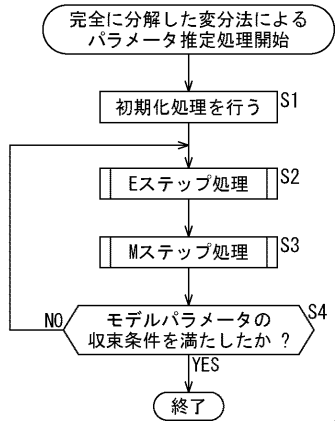 完全に分解した変分法による
パラメータ推定処理開始
初期化処理を行う
S1
Eステップ処理
S2
Mステップ処理
S3
モデルパラメータの
収束条件を満たしたか？
S4
NO
YES
終了